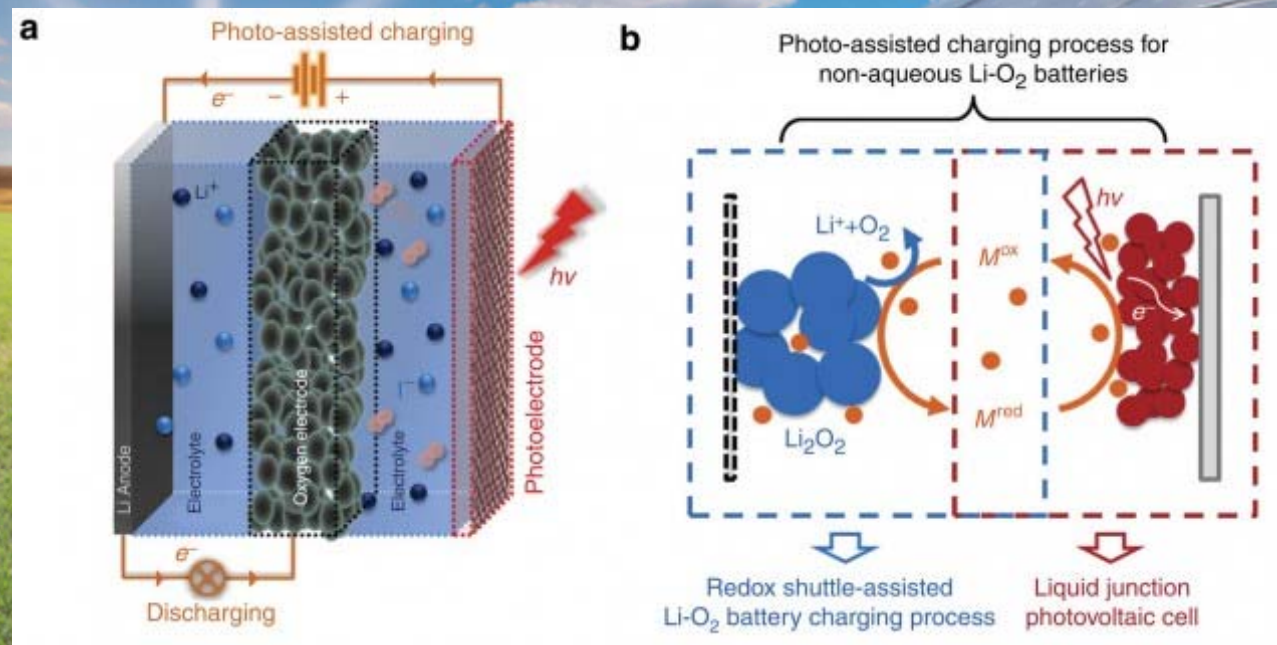 a
Photo-assisted charging
e⁻ − +
Li⁺
hν
Li Anode
Electrolyte
Oxygen electrode
Electrolyte
I⁻
Photoelectrode
e⁻
Discharging
b
Photo-assisted charging process for
non-aqueous Li-O₂ batteries
Li⁺+O₂
Mᵒˣ
hν
e⁻
Mʳᵉᵈ
Li₂O₂
Redox shuttle-assisted
Li-O₂ battery charging process
Liquid junction
photovoltaic cell